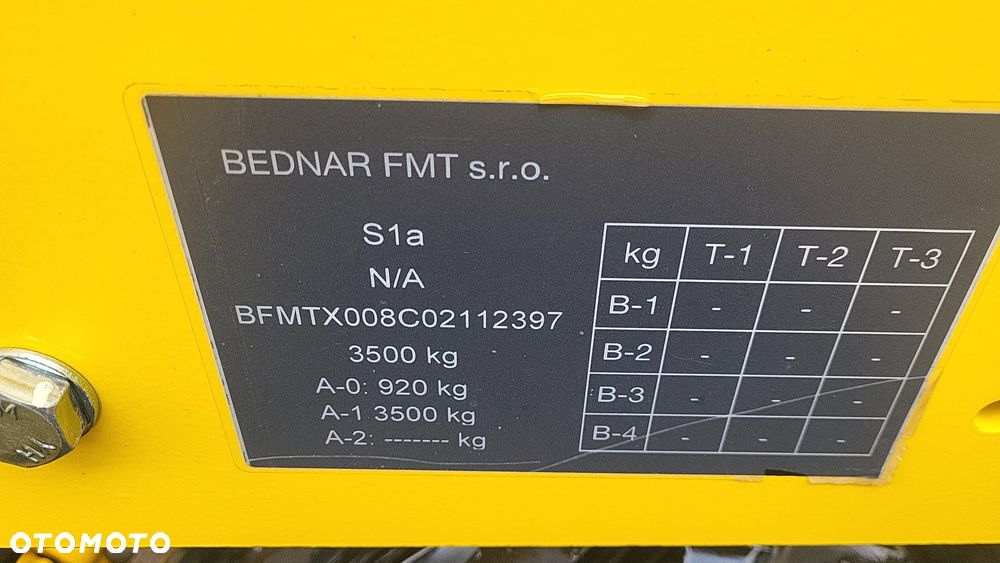 BEDNAR FMT s.r.o.
S1a
N/A
BFMTX008C02112397
3500 kg
A-0: 920 kg
A-1 3500 kg
A-2: ------- kg
kg T-1 T-2 T-3
B-1 - - -
B-2 - - -
B-3 - - -
B-4 - - -
OTOMOTO